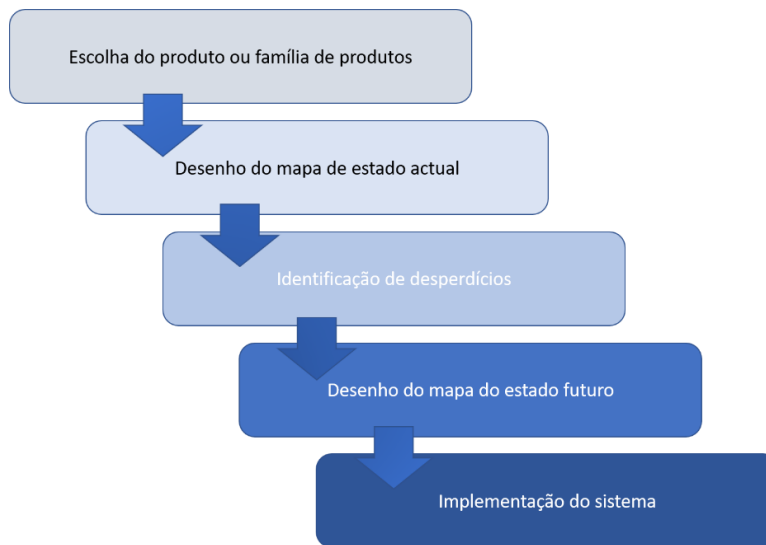 Escolha do produto ou família de produtos
Desenho do mapa de estado actual
Identificação de desperdícios
Desenho do mapa do estado futuro
Implementação do sistema